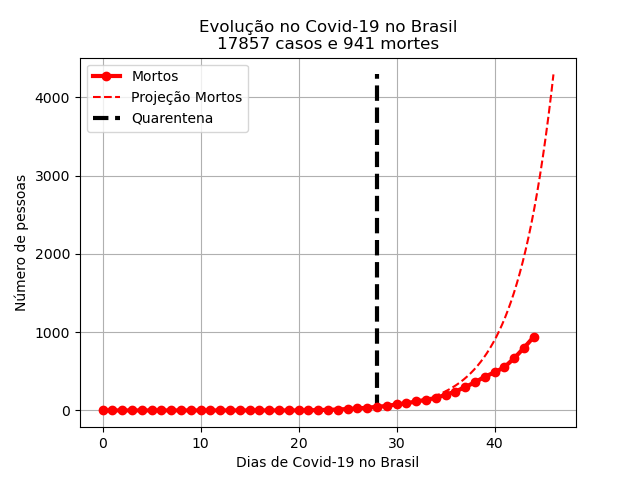 Evolução no Covid-19 no Brasil
17857 casos e 941 mortes
Mortos
Projeção Mortos
Quarentena
Número de pessoas
4000
3000
2000
1000
0
0 10 20 30 40
Dias de Covid-19 no Brasil